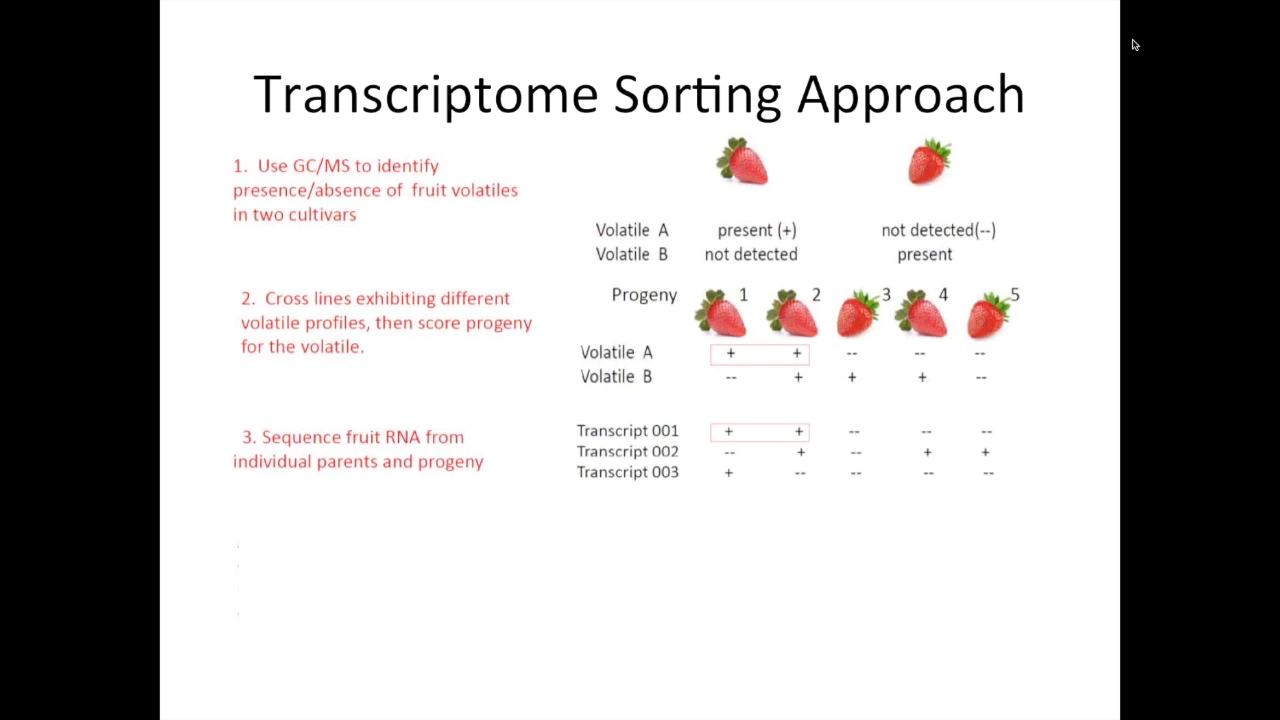 Transcriptome Sorting Approach
1. Use GC/MS to identify
presence/absence of fruit volatiles
in two cultivars
Volatile A present (+) not detected(--)
Volatile B not detected present
2. Cross lines exhibiting different
volatile profiles, then score progeny
for the volatile.
Progeny 1 2 3 4 5
Volatile A + + -- -- --
Volatile B -- + + + --
3. Sequence fruit RNA from
individual parents and progeny
Transcript 001 + + -- -- --
Transcript 002 -- + -- + +
Transcript 003 + -- -- -- --